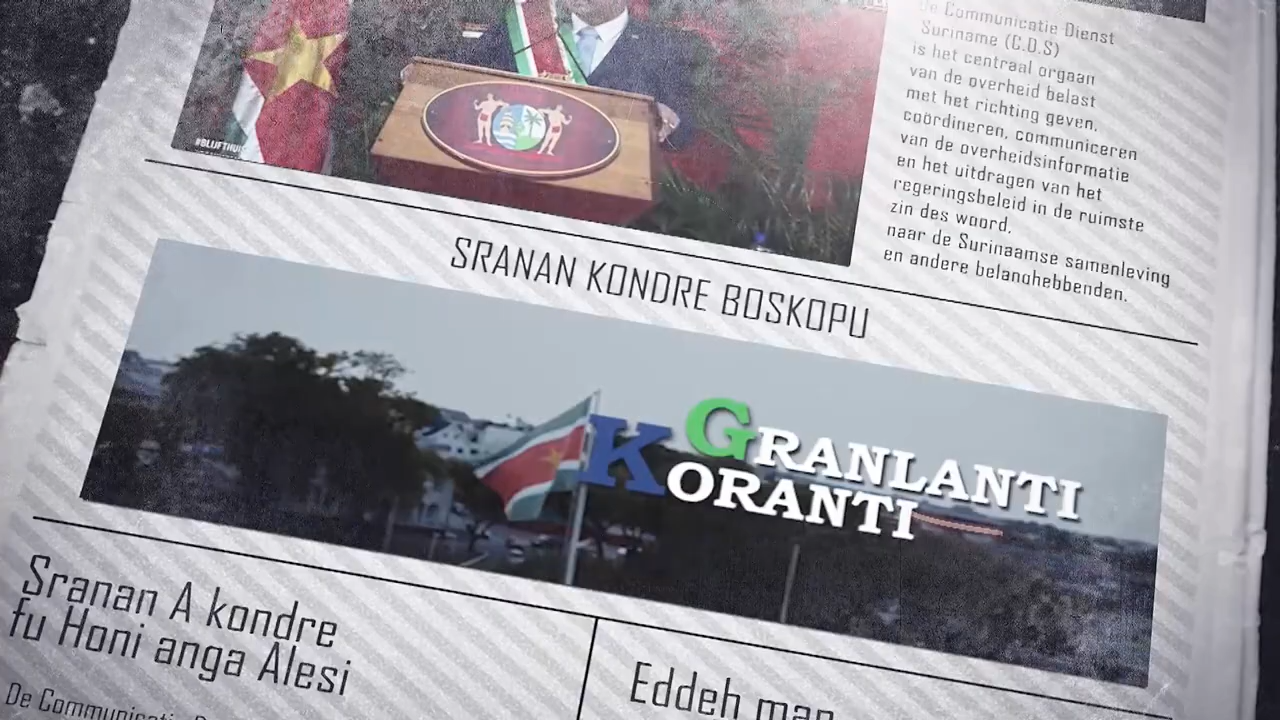 De Communicatie Dienst
Suriname (C.D.S)
is het centraal orgaan
van de overheid belast
met het richting geven,
coördineren, communiceren
van de overheidsinformatie
en het uitdragen van het
regeringsbeleid in de ruimste
zin des woord.
naar de Surinaamse samenleving
en andere belanghebbenden.
SRANAN KONDRE BOSKOPU
GRANLANTI
KORANTI
Sranan A kondre
fu Honi anga Alesi
De
Eddeh man